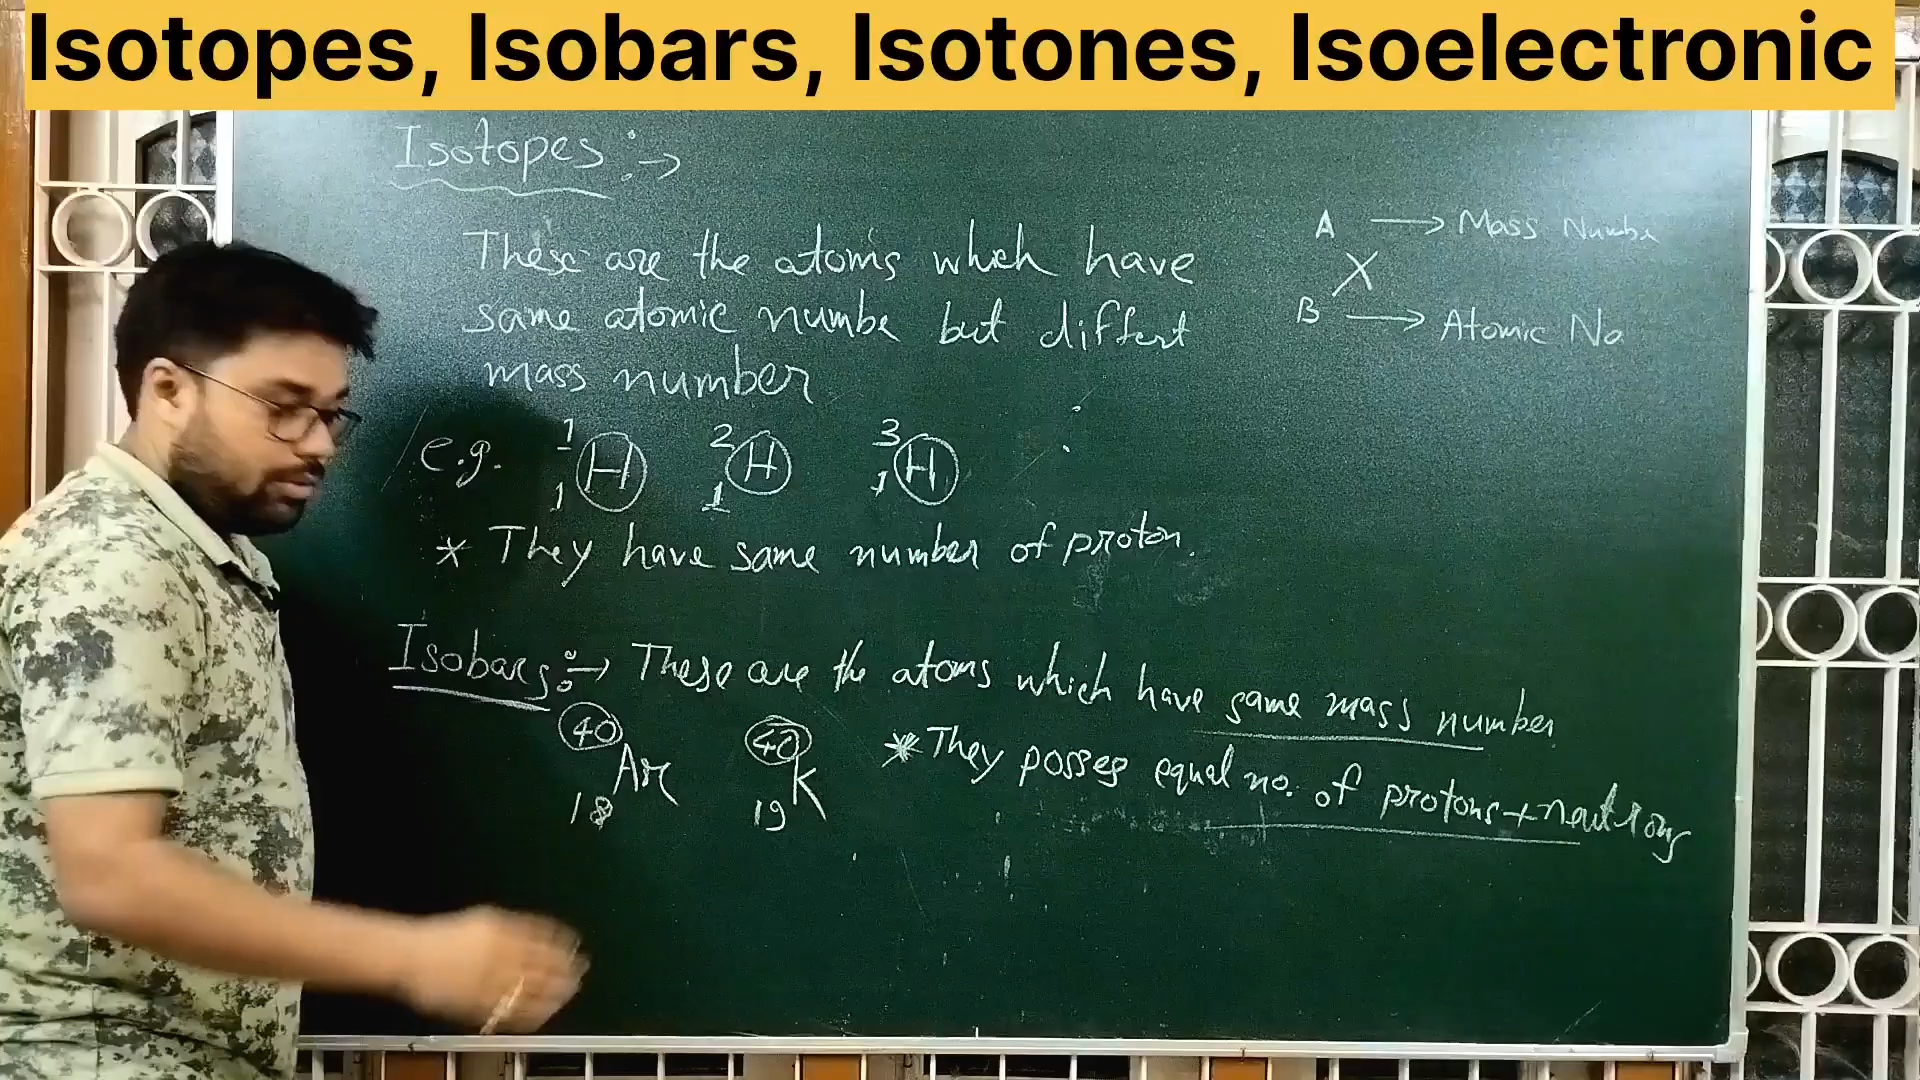 Isotopes, Isobars, Isotones, Isoelectronic
Isotopes :→
These are the atoms which have
same atomic numbe but differt
mass number
A → Mass Numbe
X
B → Atomic No
e.g. 1 1 H 2 1 H 3 1 H
* They have same number of proton.
Isobars :→ These are the atoms which have same mass number
40 18 Ar 40 19 K * They posses equal no. of protons + neutrons